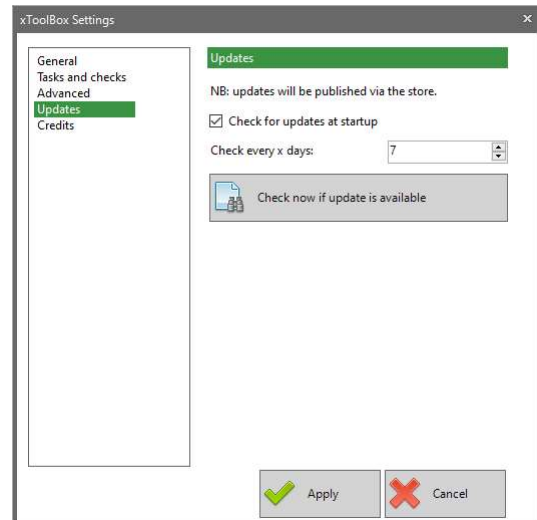 xToolBox Settings
General
Tasks and checks
Advanced
Updates
Credits
Updates
NB: updates will be published via the store.
Check for updates at startup
Check every x days:
7
Check now if update is available
Apply
Cancel